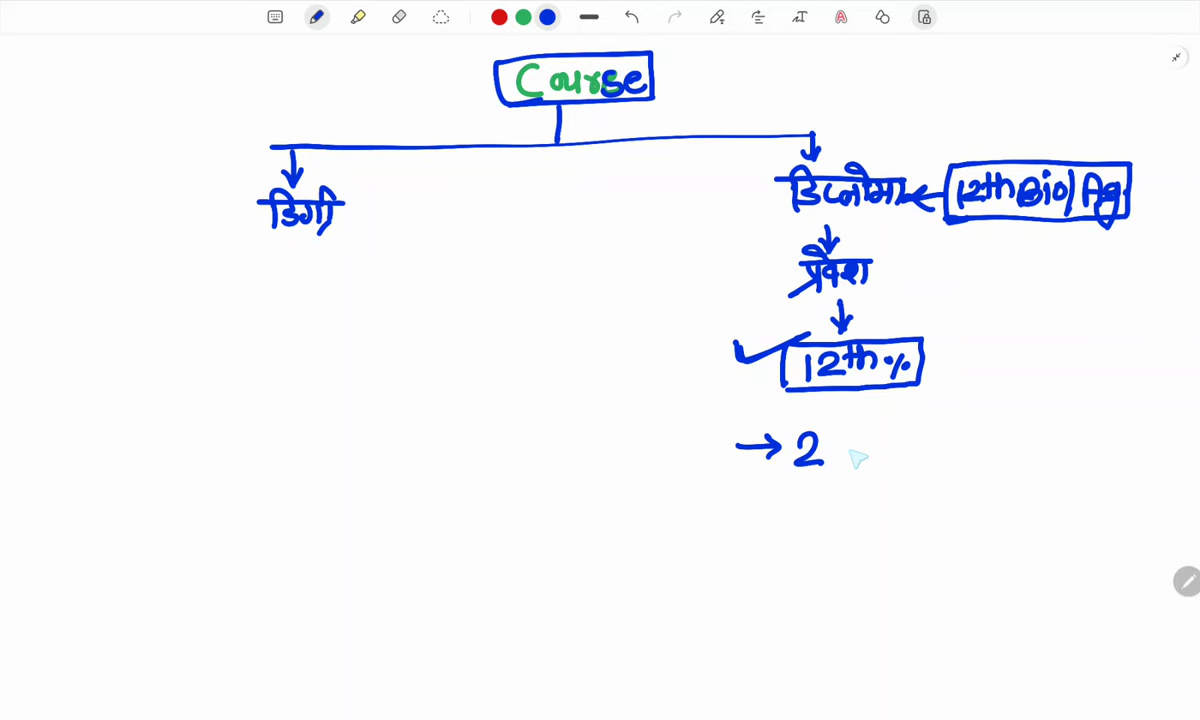 Course
डिग्री
डिप्लोमा
12th Bio/Ag.
प्रवेश
12th %
→ 2